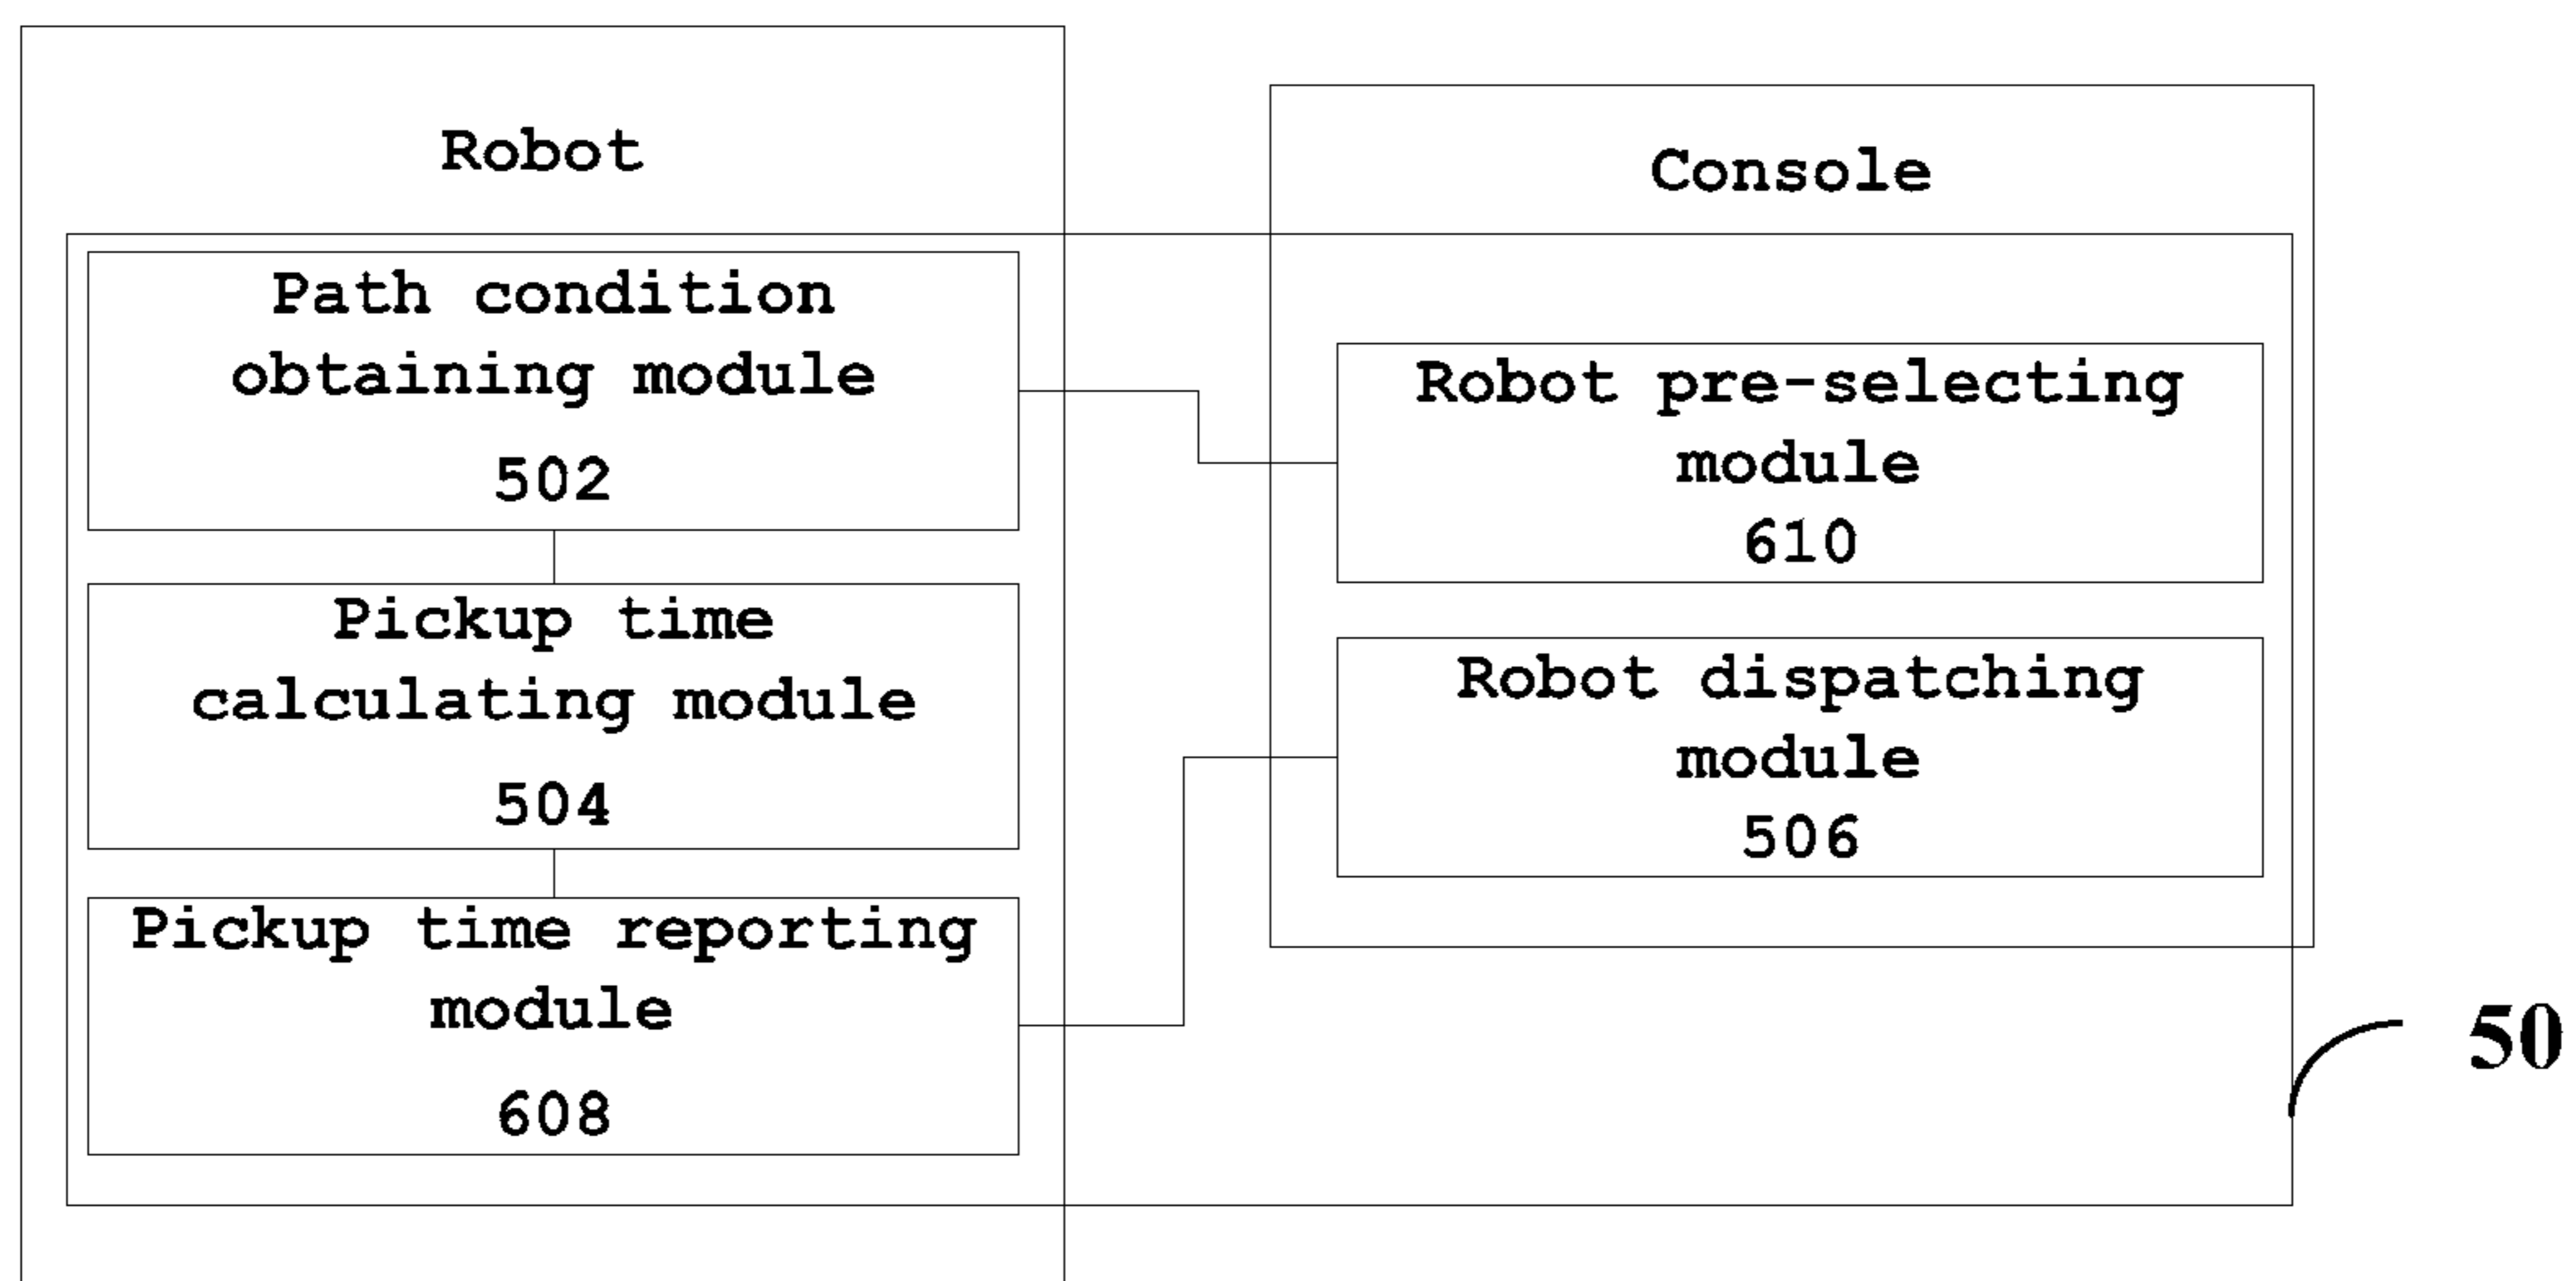 Robot
Path condition
obtaining module
502
Pickup time
calculating module
504
Pickup time reporting
module
608
Console
Robot pre-selecting
module
610
Robot dispatching
module
506
50